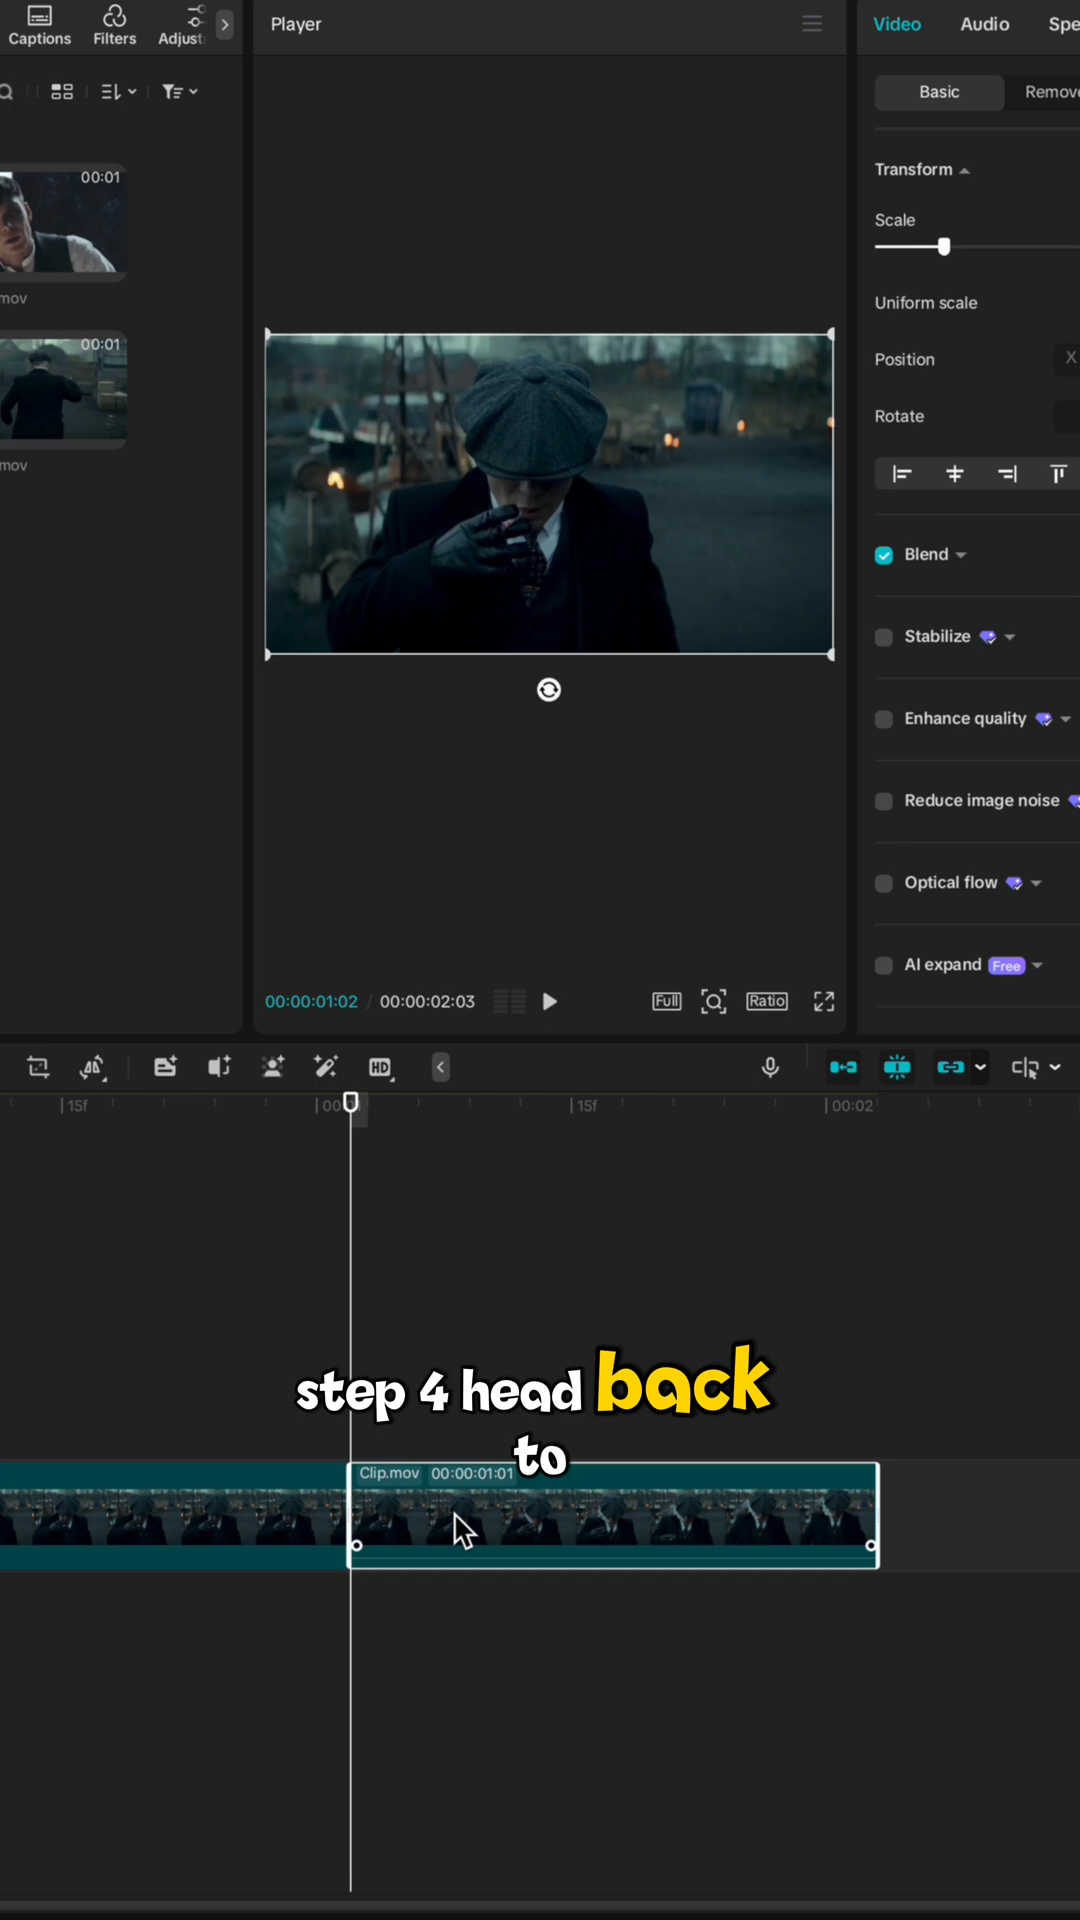 Captions
Filters
Adjust
Player
Video
Audio
Spe
00:01
mov
00:01
mov
Basic
Remove
Transform
Scale
Uniform scale
Position
X
Rotate
Blend
Stabilize
Enhance quality
Reduce image noise
Optical flow
AI expand Free
00:00:01:02 / 00:00:02:03
Full
Ratio
HD
15f
00:
15f
00:02
step 4 head back
to
Clip.mov 00:00:01:01